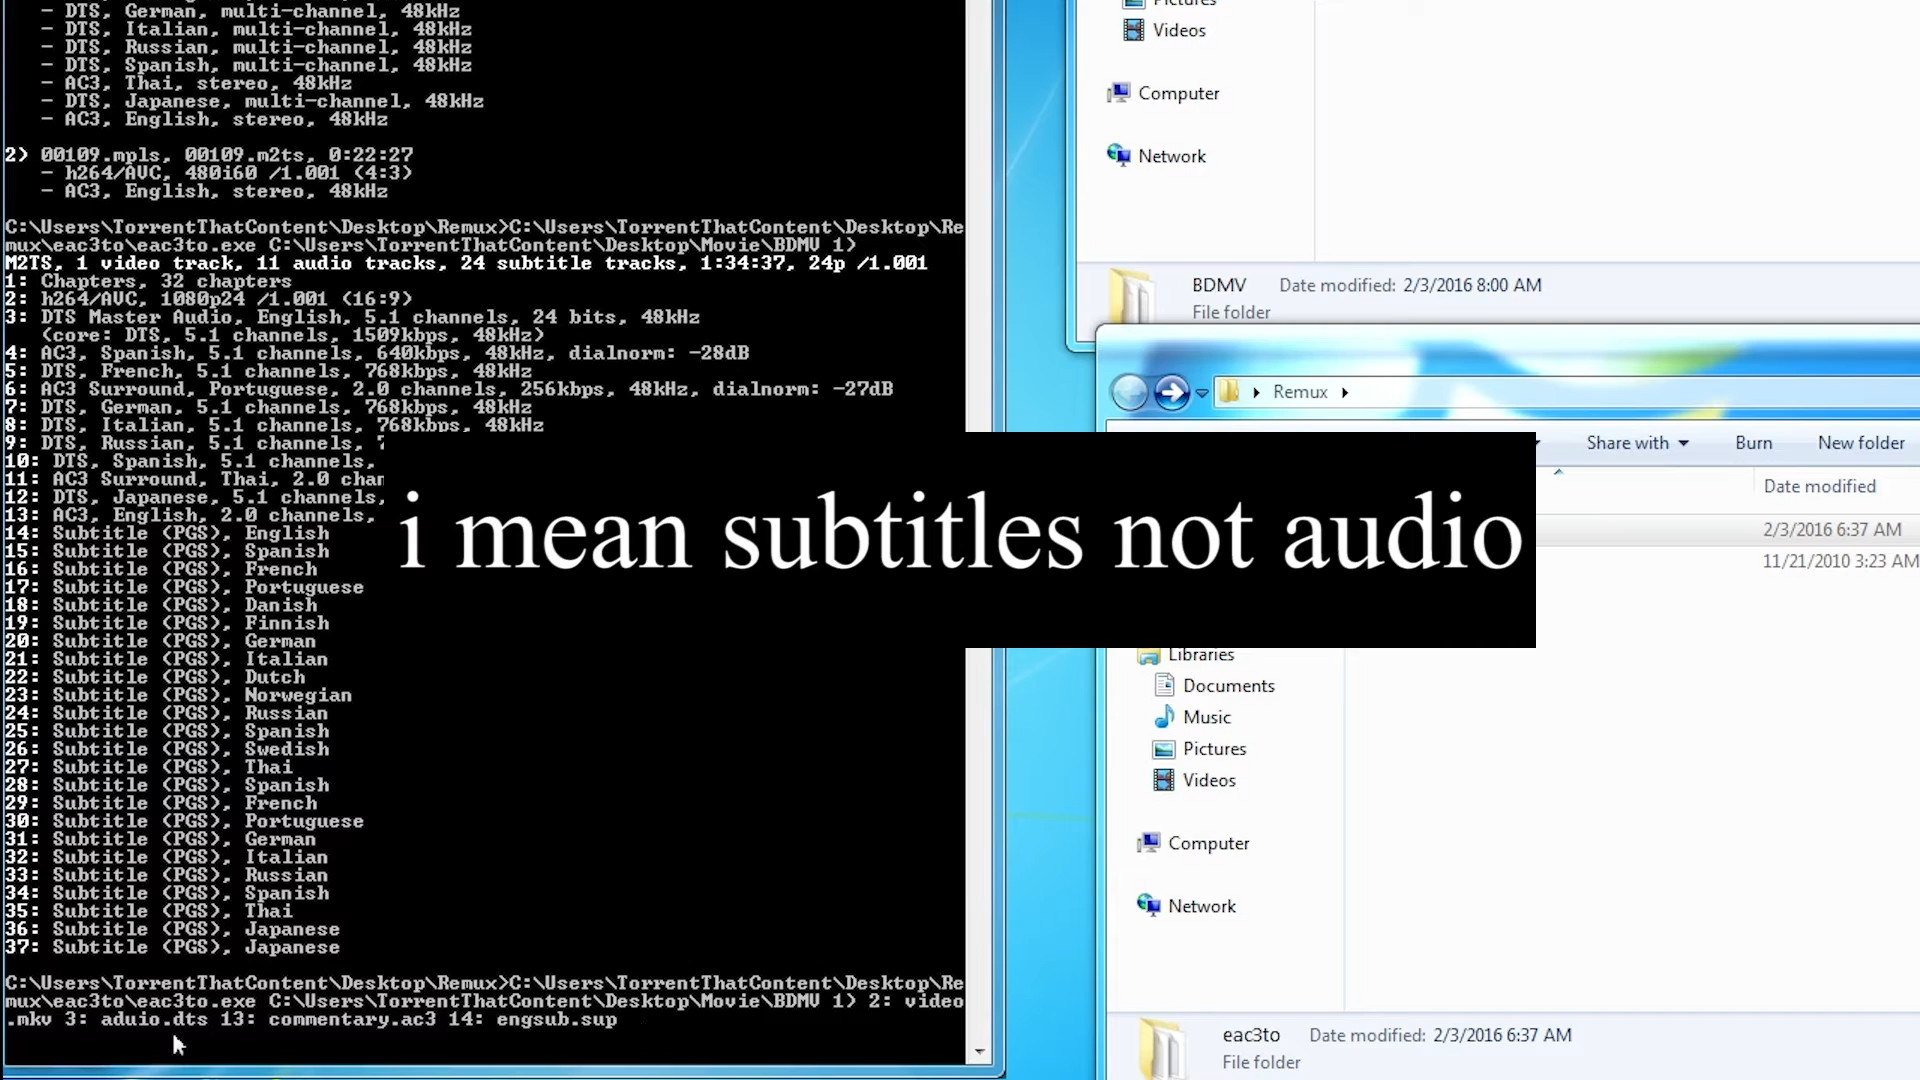 - DTS, German, multi-channel, 48kHz
- DTS, Italian, multi-channel, 48kHz
- DTS, Russian, multi-channel, 48kHz
- DTS, Spanish, multi-channel, 48kHz
- AC3, Thai, stereo, 48kHz
- DTS, Japanese, multi-channel, 48kHz
- AC3, English, stereo, 48kHz
2) 00109.mpls, 00109.m2ts, 0:22:27
- h264/AVC, 480i60 /1.001 (4:3)
- AC3, English, stereo, 48kHz
C:\Users\TorrentThatContent\Desktop\Remux>C:\Users\TorrentThatContent\Desktop\Re
mux\eac3to\eac3to.exe C:\Users\TorrentThatContent\Desktop\Movie\BDMV 1)
M2TS, 1 video track, 11 audio tracks, 24 subtitle tracks, 1:34:37, 24p /1.001
1: Chapters, 32 chapters
2: h264/AVC, 1080p24 /1.001 (16:9)
3: DTS Master Audio, English, 5.1 channels, 24 bits, 48kHz
(core: DTS, 5.1 channels, 1509kbps, 48kHz)
4: AC3, Spanish, 5.1 channels, 640kbps, 48kHz, dialnorm: -28dB
5: DTS, French, 5.1 channels, 768kbps, 48kHz
6: AC3 Surround, Portuguese, 2.0 channels, 256kbps, 48kHz, dialnorm: -27dB
7: DTS, German, 5.1 channels, 768kbps, 48kHz
8: DTS, Italian, 5.1 channels, 768kbps, 48kHz
9: DTS, Russian, 5.1 channels, 7
10: DTS, Spanish, 5.1 channels,
11: AC3 Surround, Thai, 2.0 chan
12: DTS, Japanese, 5.1 channels,
13: AC3, English, 2.0 channels,
14: Subtitle (PGS), English
15: Subtitle (PGS), Spanish
16: Subtitle (PGS), French
17: Subtitle (PGS), Portuguese
18: Subtitle (PGS), Danish
19: Subtitle (PGS), Finnish
20: Subtitle (PGS), German
21: Subtitle (PGS), Italian
22: Subtitle (PGS), Dutch
23: Subtitle (PGS), Norwegian
24: Subtitle (PGS), Russian
25: Subtitle (PGS), Spanish
26: Subtitle (PGS), Swedish
27: Subtitle (PGS), Thai
28: Subtitle (PGS), Spanish
29: Subtitle (PGS), French
30: Subtitle (PGS), Portuguese
31: Subtitle (PGS), German
32: Subtitle (PGS), Italian
33: Subtitle (PGS), Russian
34: Subtitle (PGS), Spanish
35: Subtitle (PGS), Thai
36: Subtitle (PGS), Japanese
37: Subtitle (PGS), Japanese
C:\Users\TorrentThatContent\Desktop\Remux>C:\Users\TorrentThatContent\Desktop\Re
mux\eac3to\eac3to.exe C:\Users\TorrentThatContent\Desktop\Movie\BDMV 1) 2: video
.mkv 3: aduio.dts 13: commentary.ac3 14: engsub.sup
i mean subtitles not audio
Pictures
Videos
Computer
Network
BDMV Date modified: 2/3/2016 8:00 AM
File folder
Remux
Share with Burn New folder
Date modified
2/3/2016 6:37 AM
11/21/2010 3:23 AM
Libraries
Documents
Music
Pictures
Videos
Computer
Network
eac3to Date modified: 2/3/2016 6:37 AM
File folder